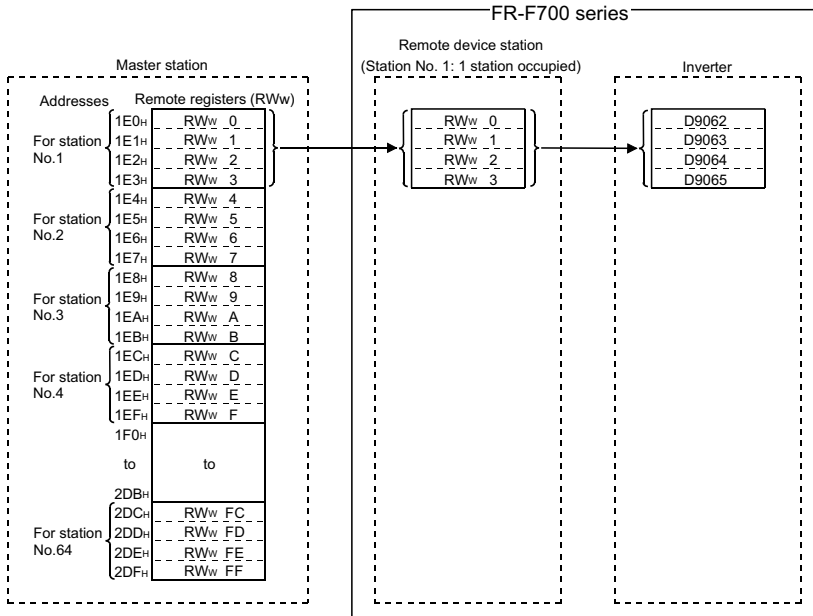 FR-F700 series
Master station
Remote device station
(Station No. 1: 1 station occupied)
Inverter
Addresses
Remote registers (RWw)
For station
No.1
1E0H RWw 0
1E1H RWw 1
1E2H RWw 2
1E3H RWw 3
For station
No.2
1E4H RWw 4
1E5H RWw 5
1E6H RWw 6
1E7H RWw 7
For station
No.3
1E8H RWw 8
1E9H RWw 9
1EAH RWw A
1EBH RWw B
For station
No.4
1ECH RWw C
1EDH RWw D
1EEH RWw E
1EFH RWw F
1F0H
to to
2DBH
For station
No.64
2DCH RWw FC
2DDH RWw FD
2DEH RWw FE
2DFH RWw FF
RWw 0
RWw 1
RWw 2
RWw 3
D9062
D9063
D9064
D9065